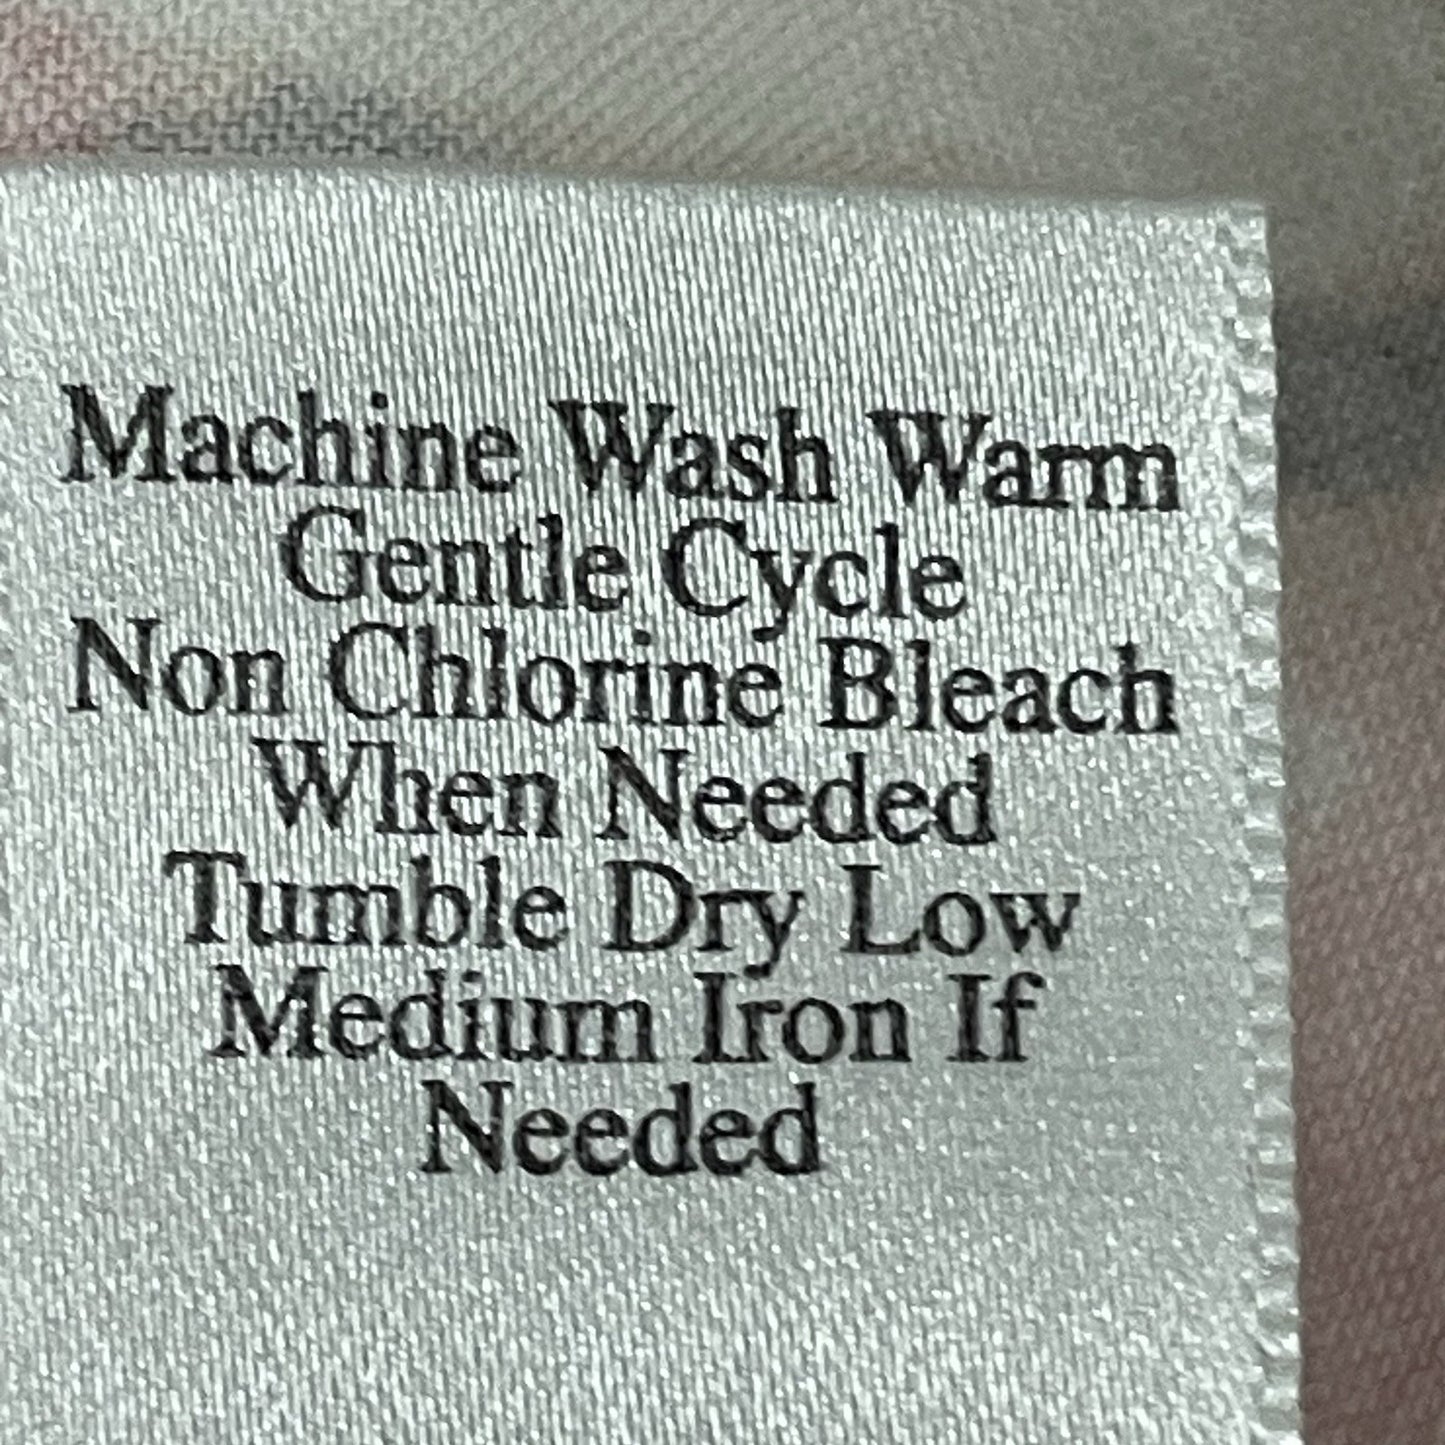 Machine Wash Warm
Gentle Cycle
Non Chlorine Bleach
When Needed
Tumble Dry Low
Medium Iron If
Needed